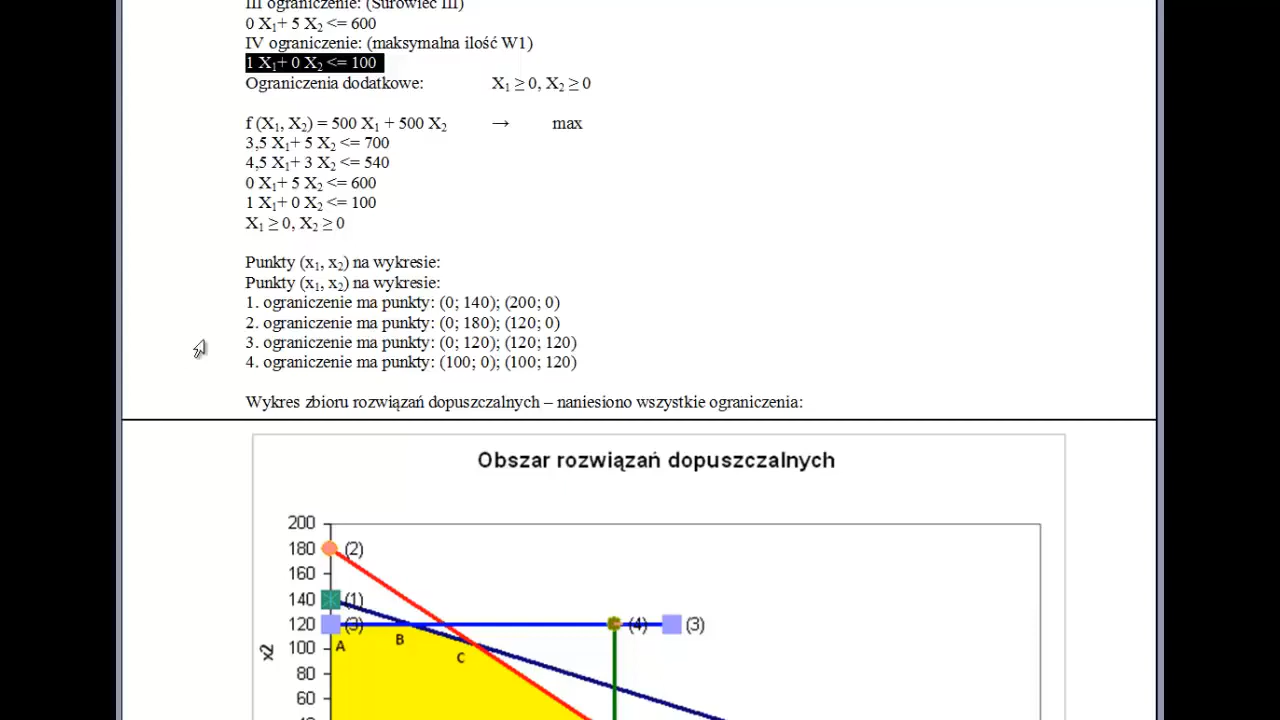 III ograniczenie: (Surowiec III)
0 X₁+ 5 X₂ <= 600
IV ograniczenie: (maksymalna ilość W1)
1 X₁+ 0 X₂ <= 100
Ograniczenia dodatkowe: X₁ ≥ 0, X₂ ≥ 0
f (X₁, X₂) = 500 X₁ + 500 X₂ → max
3,5 X₁+ 5 X₂ <= 700
4,5 X₁+ 3 X₂ <= 540
0 X₁+ 5 X₂ <= 600
1 X₁+ 0 X₂ <= 100
X₁ ≥ 0, X₂ ≥ 0
Punkty (x₁, x₂) na wykresie:
Punkty (x₁, x₂) na wykresie:
1. ograniczenie ma punkty: (0; 140); (200; 0)
2. ograniczenie ma punkty: (0; 180); (120; 0)
3. ograniczenie ma punkty: (0; 120); (120; 120)
4. ograniczenie ma punkty: (100; 0); (100; 120)
Wykres zbioru rozwiązań dopuszczalnych – naniesiono wszystkie ograniczenia:
Obszar rozwiązań dopuszczalnych
200
180 (2)
160
140 (1)
120 (3) (4) (3)
100 A B C
80
60
x2